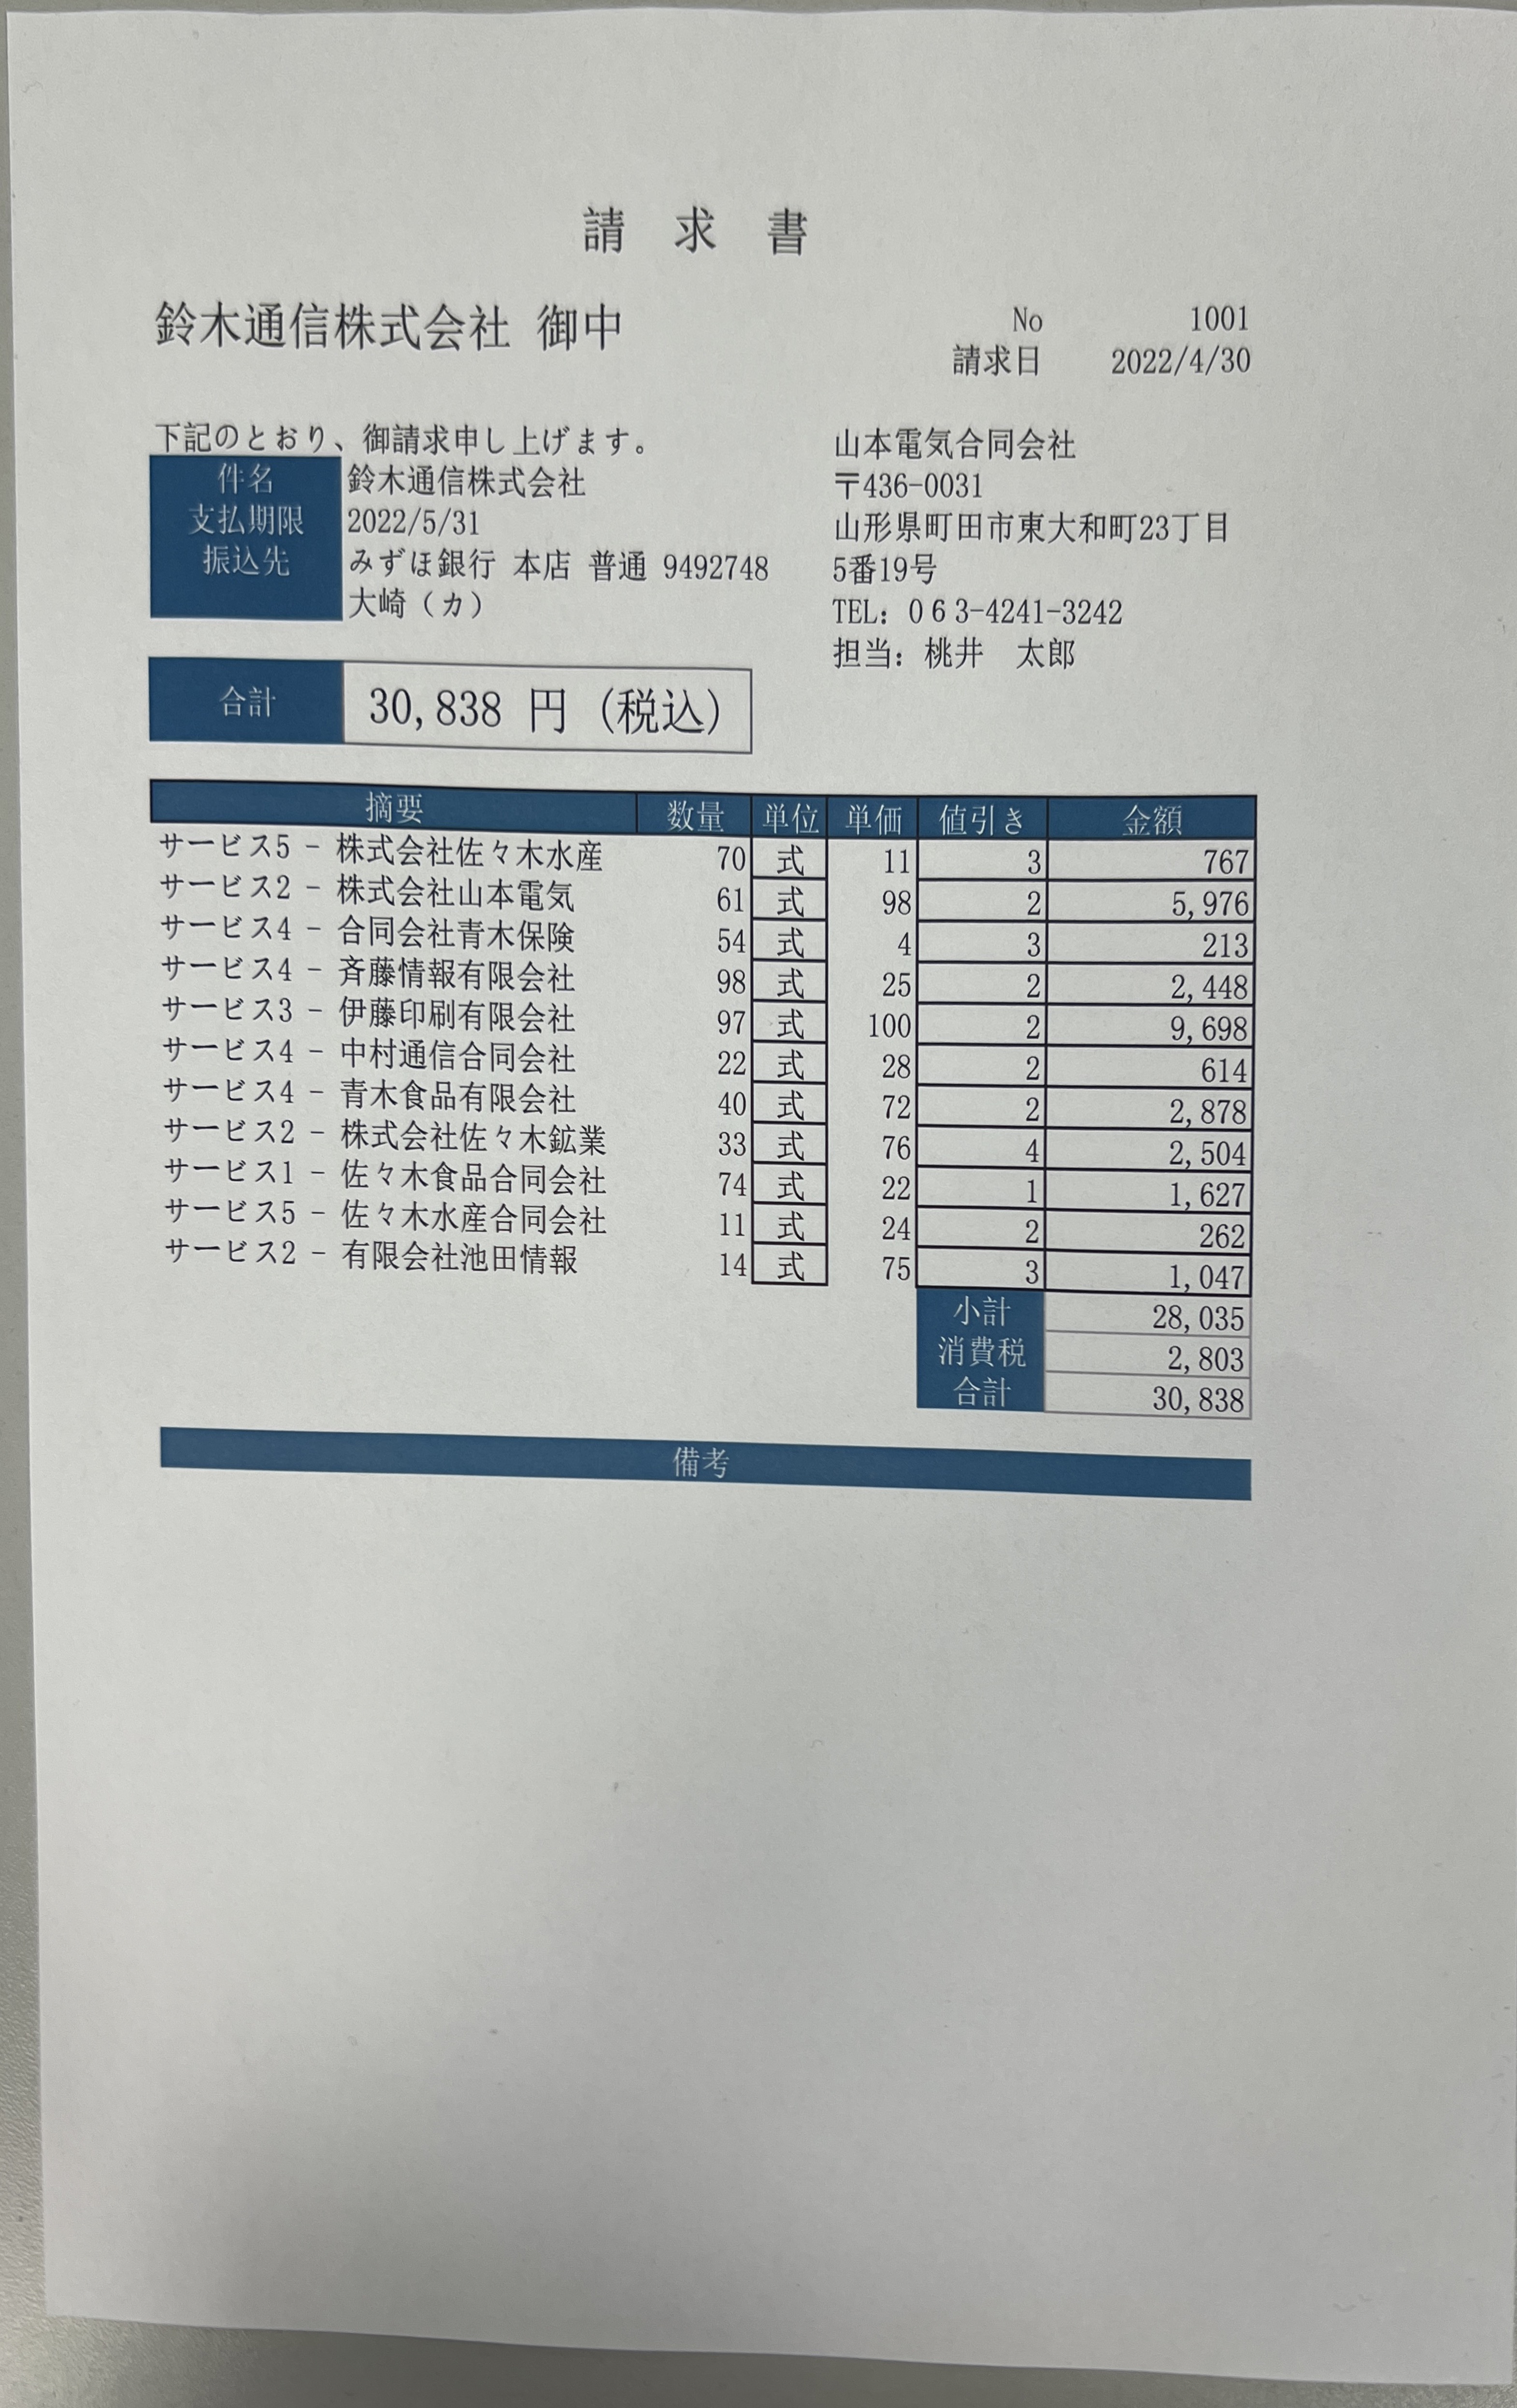 請 求 書
鈴木通信株式会社 御中
No 1001
請求日 2022/4/30
下記のとおり、御請求申し上げます。
件名 鈴木通信株式会社
支払期限 2022/5/31
振込先 みずほ銀行 本店 普通 9492748
大崎（カ）
山本電気合同会社
〒436-0031
山形県町田市東大和町23丁目
5番19号
TEL: ０６３-4241-3242
担当: 桃井　太郎
合計 30,838 円 (税込)
摘要 数量 単位 単価 値引き 金額
サービス5 - 株式会社佐々木水産 70 式 11 3 767
サービス2 - 株式会社山本電気 61 式 98 2 5,976
サービス4 - 合同会社青木保険 54 式 4 3 213
サービス4 - 斉藤情報有限会社 98 式 25 2 2,448
サービス3 - 伊藤印刷有限会社 97 式 100 2 9,698
サービス4 - 中村通信合同会社 22 式 28 2 614
サービス4 - 青木食品有限会社 40 式 72 2 2,878
サービス2 - 株式会社佐々木鉱業 33 式 76 4 2,504
サービス1 - 佐々木食品合同会社 74 式 22 1 1,627
サービス5 - 佐々木水産合同会社 11 式 24 2 262
サービス2 - 有限会社池田情報 14 式 75 3 1,047
小計 28,035
消費税 2,803
合計 30,838
備考